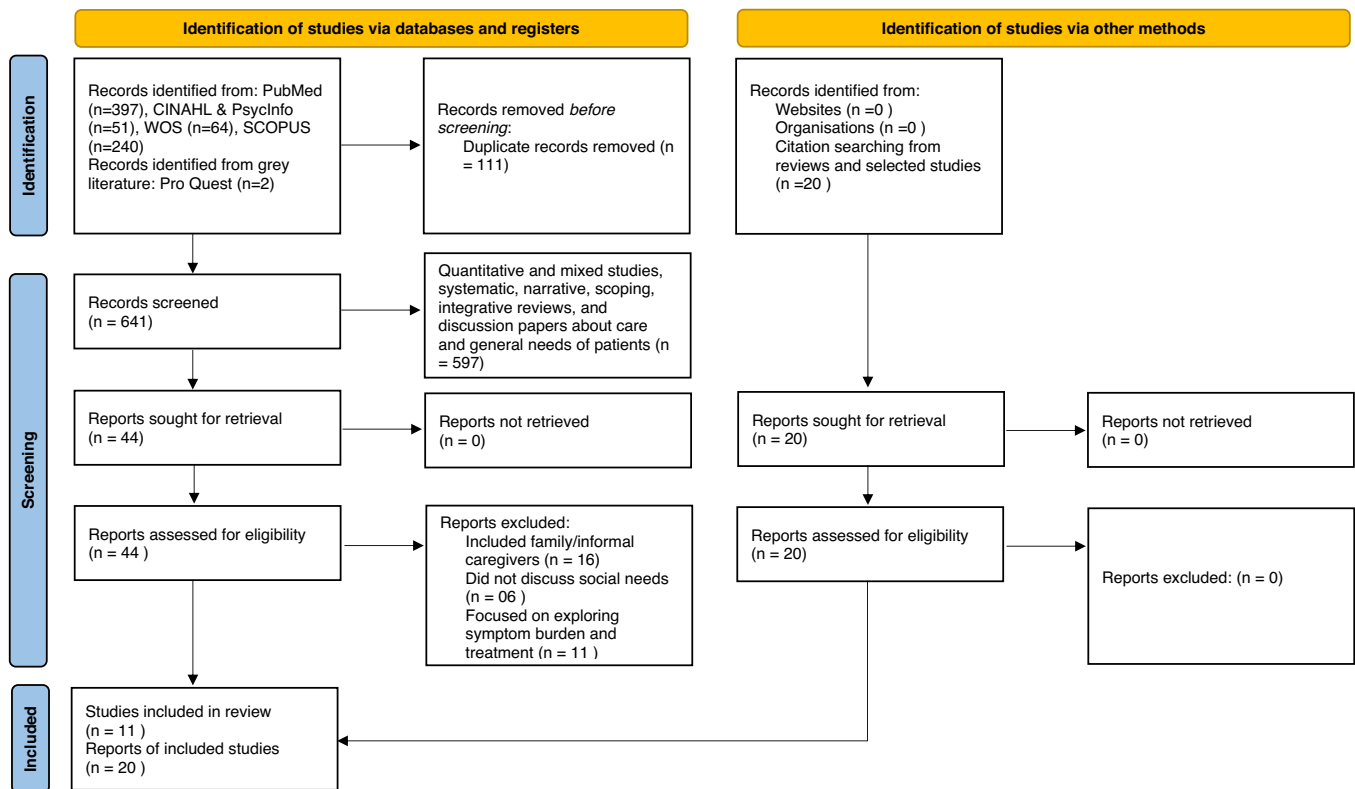 Identification of studies via databases and registers
Identification of studies via other methods
Identification
Records identified from: PubMed
(n=397), CINAHL & PsycInfo
(n=51), WOS (n=64), SCOPUS
(n=240)
Records identified from grey
literature: Pro Quest (n=2)
Records removed before
screening:
Duplicate records removed (n
= 111)
Records identified from:
Websites (n =0 )
Organisations (n =0 )
Citation searching from
reviews and selected studies
(n =20 )
Screening
Records screened
(n = 641)
Quantitative and mixed studies,
systematic, narrative, scoping,
integrative reviews, and
discussion papers about care
and general needs of patients (n
= 597)
Reports sought for retrieval
(n = 44)
Reports not retrieved
(n = 0)
Reports sought for retrieval
(n = 20)
Reports not retrieved
(n = 0)
Reports assessed for eligibility
(n = 44 )
Reports excluded:
Included family/informal
caregivers (n = 16)
Did not discuss social needs
(n = 06 )
Focused on exploring
symptom burden and
treatment (n = 11 )
Reports assessed for eligibility
(n = 20)
Reports excluded: (n = 0)
Included
Studies included in review
(n = 11 )
Reports of included studies
(n = 20 )